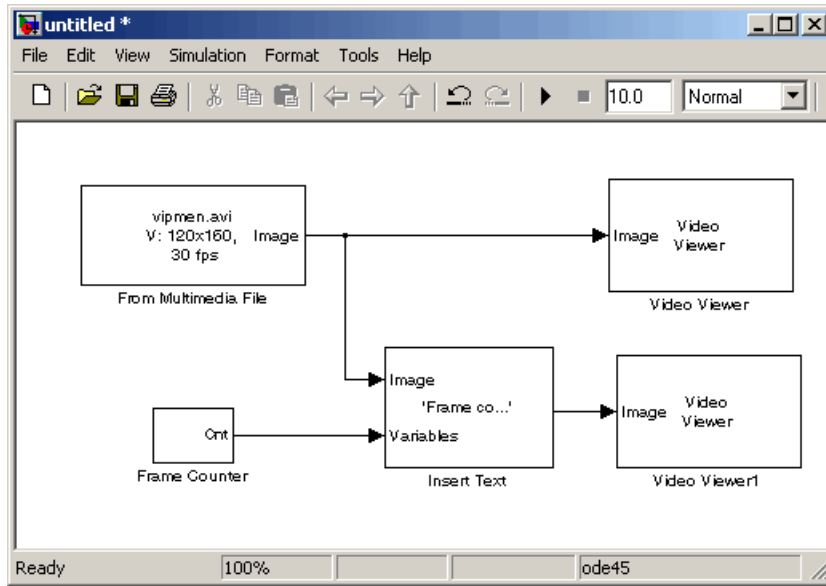 untitled *
File Edit View Simulation Format Tools Help
10.0 Normal
vipmen.avi
V: 120x160,
30 fps
Image
From Multimedia File
Image
Video
Viewer
Video Viewer
Image
'Frame co...'
Variables
Insert Text
Cnt
Frame Counter
Image
Video
Viewer
Video Viewer1
Ready 100% ode45